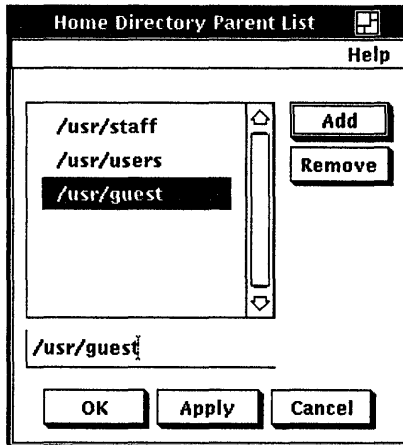 Home Directory Parent List
Help
/usr/staff
/usr/users
/usr/guest
Add
Remove
/usr/guest
OK
Apply
Cancel